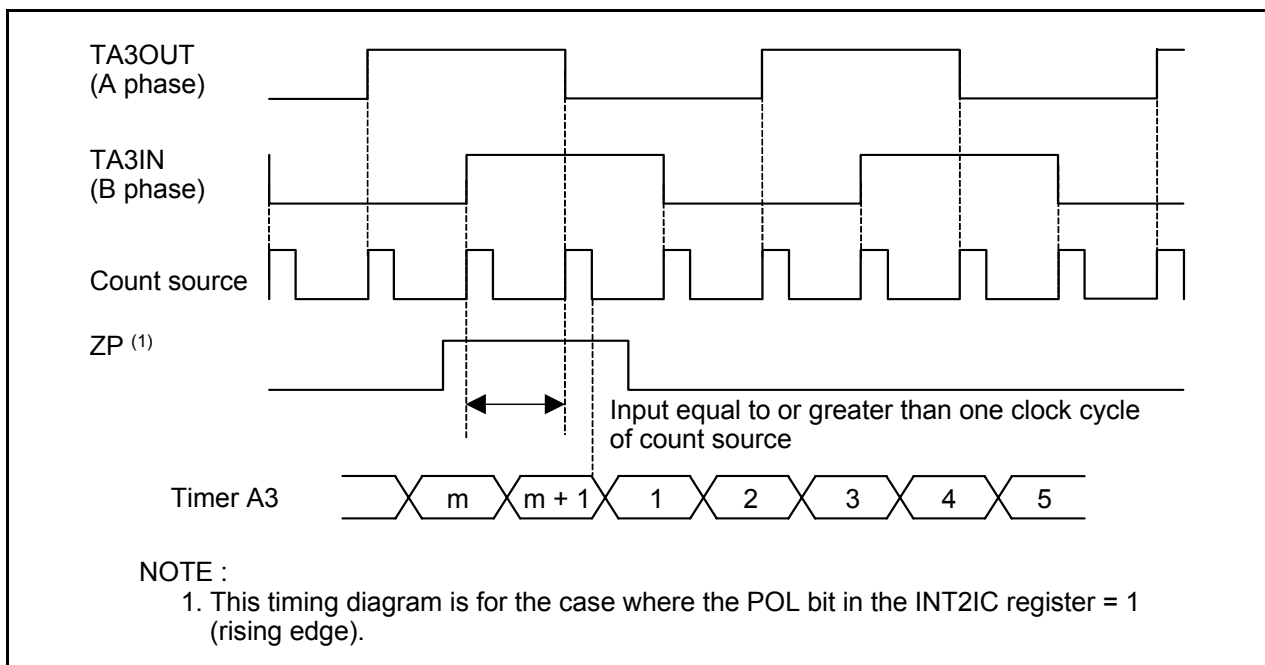 TA3OUT
(A phase)
TA3IN
(B phase)
Count source
ZP (1)
Input equal to or greater than one clock cycle
of count source
Timer A3 m m + 1 1 2 3 4 5
NOTE :
1. This timing diagram is for the case where the POL bit in the INT2IC register = 1
(rising edge).